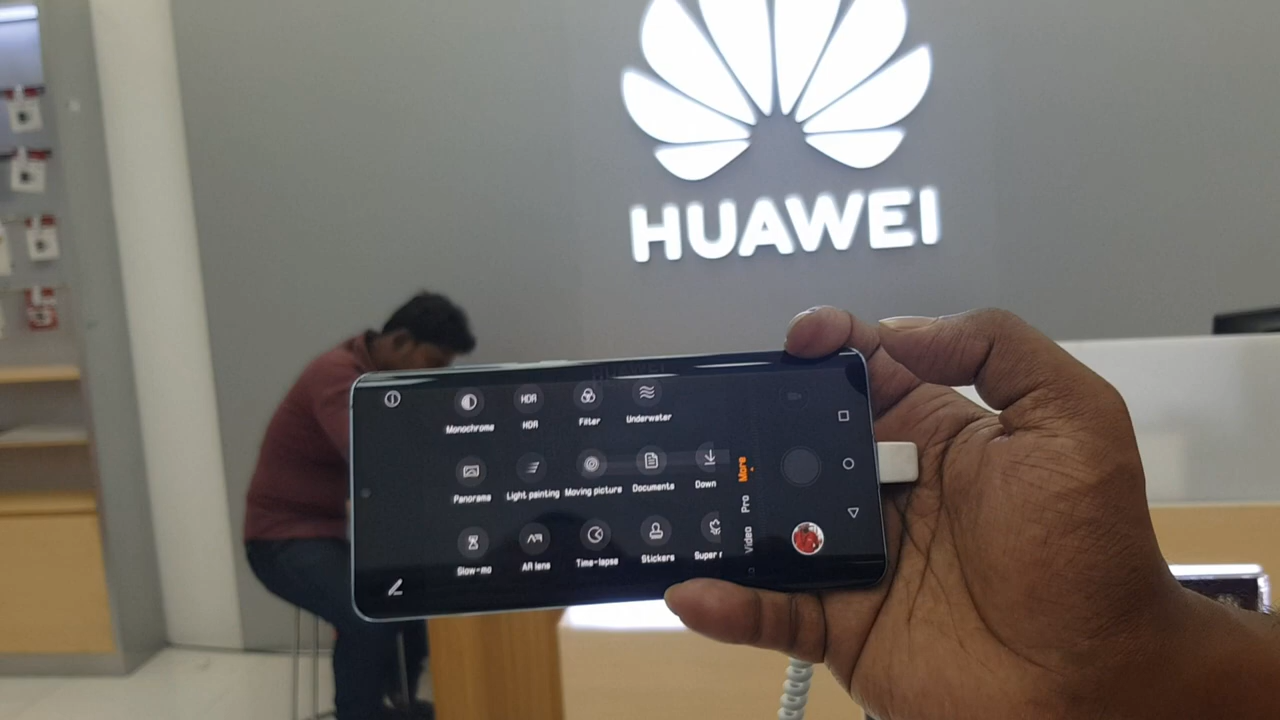 HUAWEI
HDR
Monochrome
HDR
Filter
Underwater
Panorama
Light painting
Moving picture
Documents
Down
Slow-mo
AR lens
Time-lapse
Stickers
Super
More
Pro
Video